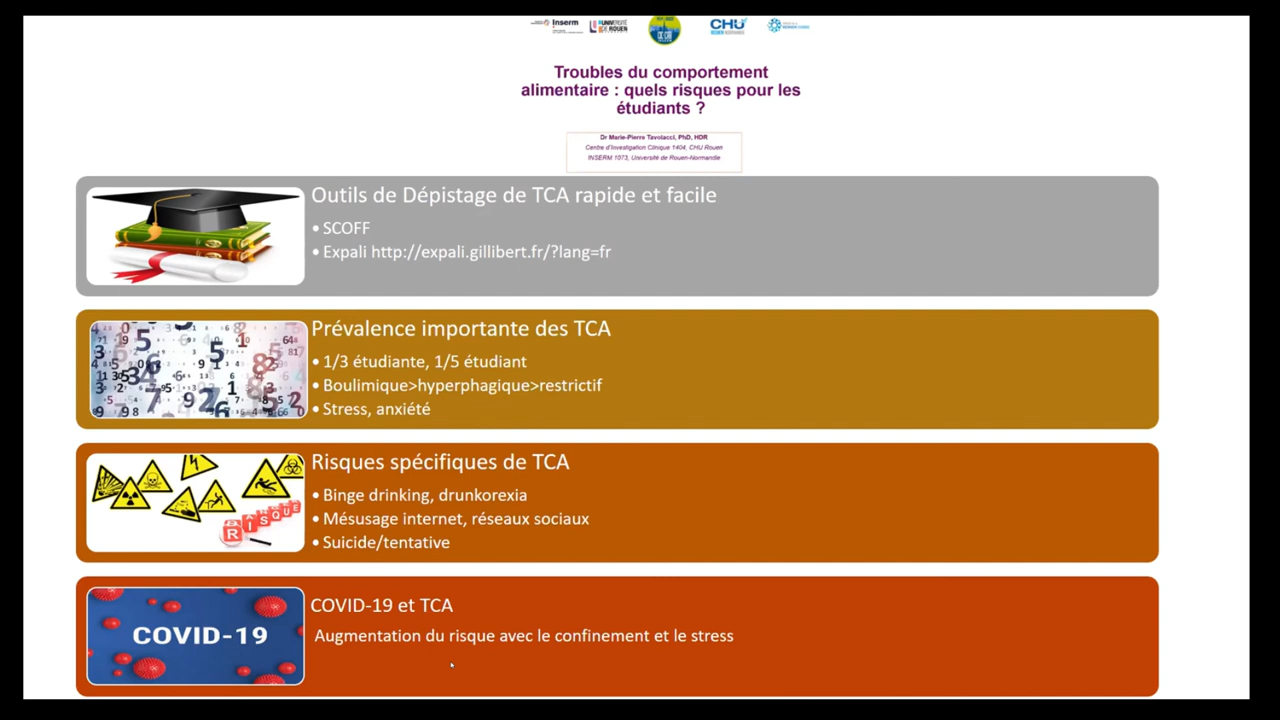 Inserm
UNIVERSITÉ
DE ROUEN
CHU
Troubles du comportement
alimentaire : quels risques pour les
étudiants ?
Dr Marie-Pierre Tavolacci, PhD, HDR
Centre d'Investigation Clinique 1404, CHU Rouen
INSERM 1073, Université de Rouen-Normandie
Outils de Dépistage de TCA rapide et facile
• SCOFF
• Expali http://expali.gillibert.fr/?lang=fr
Prévalence importante des TCA
• 1/3 étudiante, 1/5 étudiant
• Boulimique>hyperphagique>restrictif
• Stress, anxiété
Risques spécifiques de TCA
• Binge drinking, drunkorexia
• Mésusage internet, réseaux sociaux
• Suicide/tentative
RISQUE
COVID-19 et TCA
Augmentation du risque avec le confinement et le stress
COVID-19